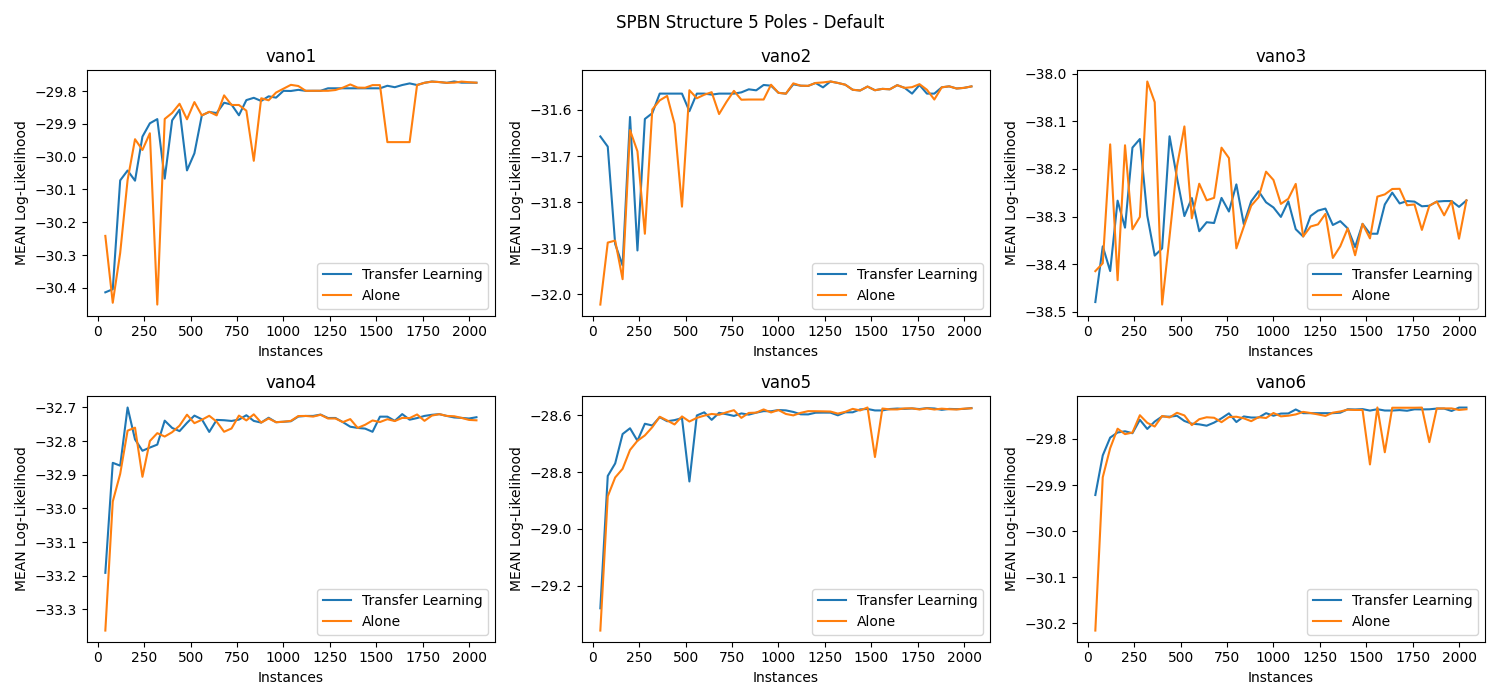 SPBN Structure 5 Poles - Default
vano1
MEAN Log-Likelihood
−29.8
−29.9
−30.0
−30.1
−30.2
−30.3
−30.4
0 250 500 750 1000 1250 1500 1750 2000
Instances
Transfer Learning
Alone
vano2
MEAN Log-Likelihood
−31.6
−31.7
−31.8
−31.9
−32.0
0 250 500 750 1000 1250 1500 1750 2000
Instances
Transfer Learning
Alone
vano3
MEAN Log-Likelihood
−38.0
−38.1
−38.2
−38.3
−38.4
−38.5
0 250 500 750 1000 1250 1500 1750 2000
Instances
Transfer Learning
Alone
vano4
MEAN Log-Likelihood
−32.7
−32.8
−32.9
−33.0
−33.1
−33.2
−33.3
0 250 500 750 1000 1250 1500 1750 2000
Instances
Transfer Learning
Alone
vano5
MEAN Log-Likelihood
−28.6
−28.8
−29.0
−29.2
0 250 500 750 1000 1250 1500 1750 2000
Instances
Transfer Learning
Alone
vano6
MEAN Log-Likelihood
−29.8
−29.9
−30.0
−30.1
−30.2
0 250 500 750 1000 1250 1500 1750 2000
Instances
Transfer Learning
Alone